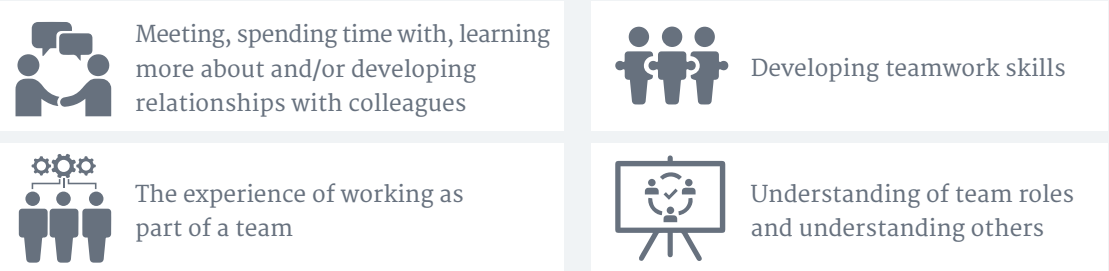 Meeting, spending time with, learning
more about and/or developing
relationships with colleagues
Developing teamwork skills
The experience of working as
part of a team
Understanding of team roles
and understanding others